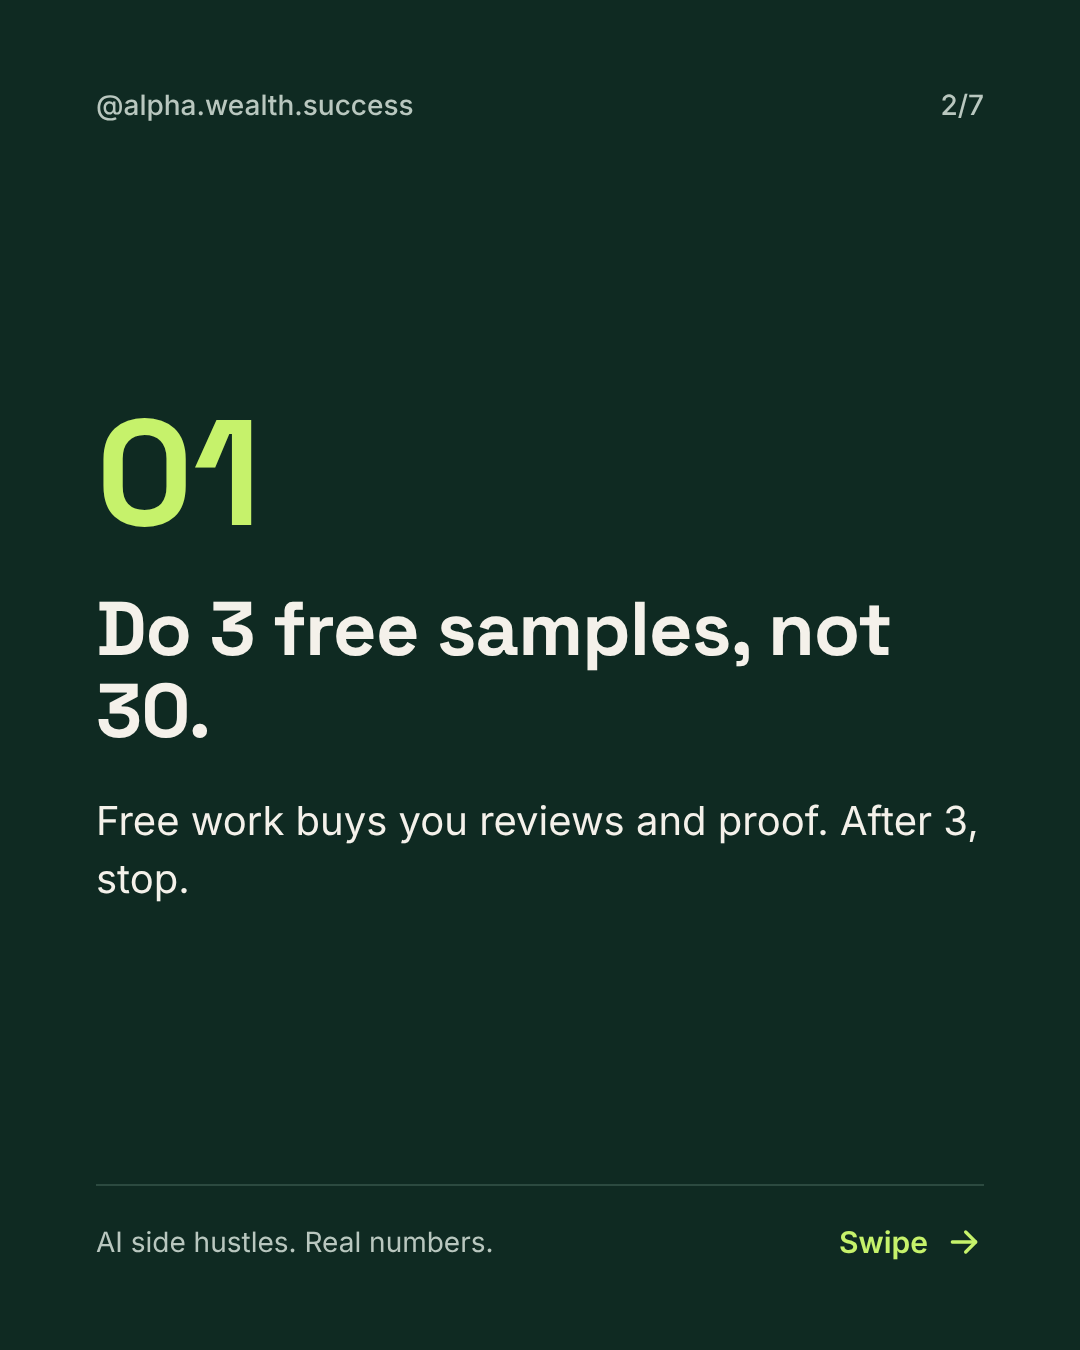 @alpha.wealth.success
2/7
01
Do 3 free samples, not
30.
Free work buys you reviews and proof. After 3,
stop.
AI side hustles. Real numbers.
Swipe →